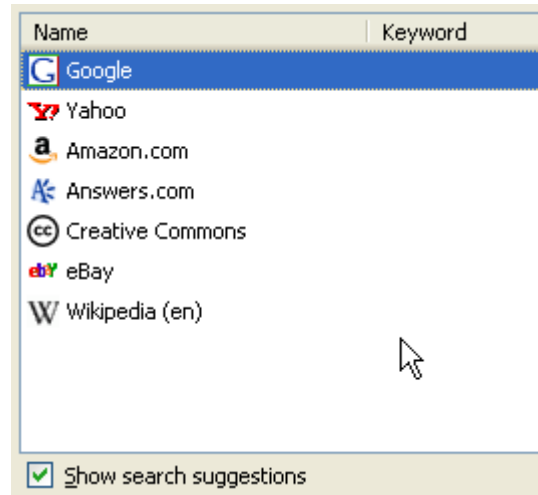 Name Keyword
Google
Yahoo
Amazon.com
Answers.com
Creative Commons
eBay
Wikipedia (en)
Show search suggestions